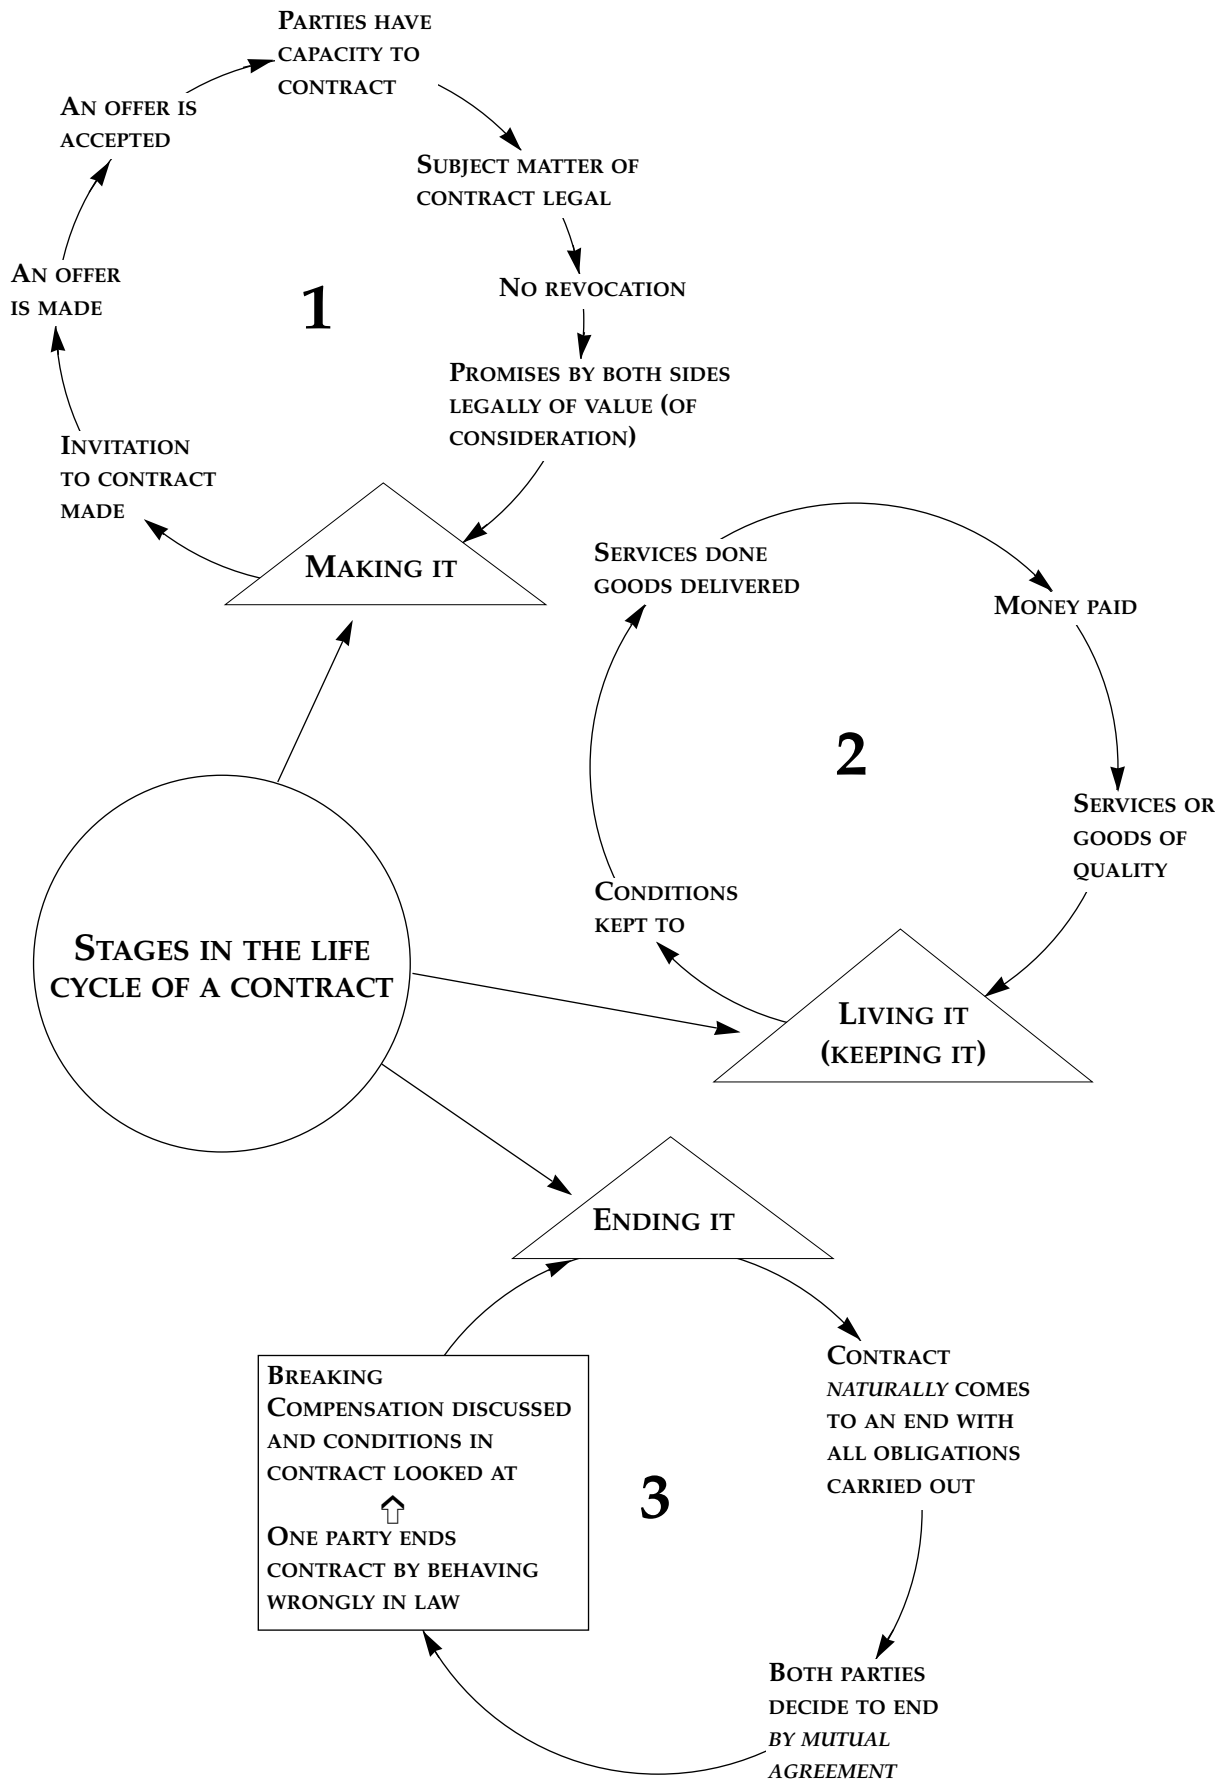 Parties have
capacity to
contract
An offer is
accepted
Subject matter of
contract legal
An offer
is made
No revocation
1
Promises by both sides
legally of value (of
consideration)
Invitation
to contract
made
Making it
Services done
goods delivered
Money paid
2
Services or
goods of
quality
Conditions
kept to
Stages in the life
cycle of a contract
Living it
(keeping it)
Ending it
Contract
naturally comes
to an end with
all obligations
carried out
Breaking
Compensation discussed
and conditions in
contract looked at
One party ends
contract by behaving
wrongly in law
3
Both parties
decide to end
by mutual
agreement